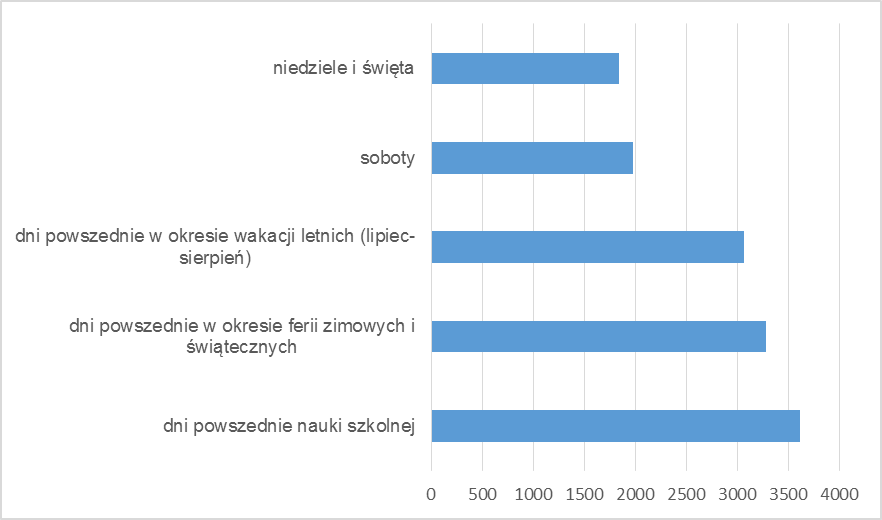 niedziele i święta
soboty
dni powszednie w okresie wakacji letnich (lipiec-
sierpień)
dni powszednie w okresie ferii zimowych i
świątecznych
dni powszednie nauki szkolnej
0 500 1000 1500 2000 2500 3000 3500 4000